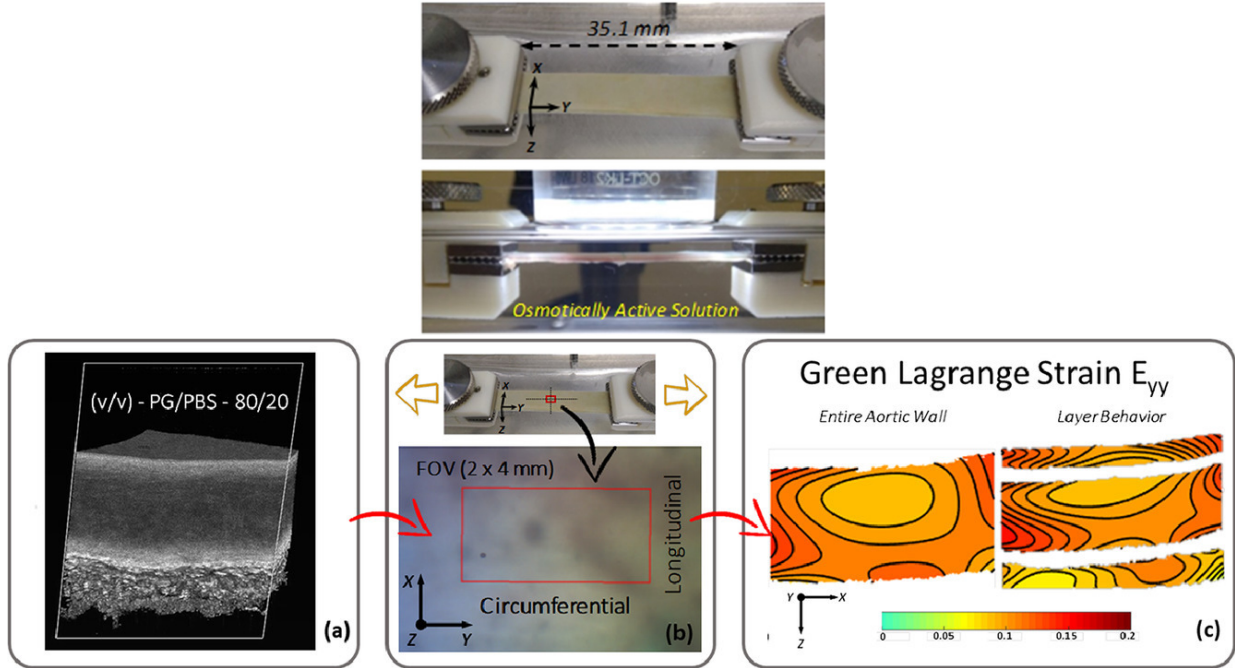 35.1 mm
X
Y
Z
Osmotically Active Solution
(v/v) - PG/PBS - 80/20
(a)
X
Y
Z
FOV (2 x 4 mm)
Longitudinal
X
Circumferential
Z
Y
(b)
Green Lagrange Strain Eyy
Entire Aortic Wall
Layer Behavior
Y
X
Z
0
0.05
0.1
0.15
0.2
(c)